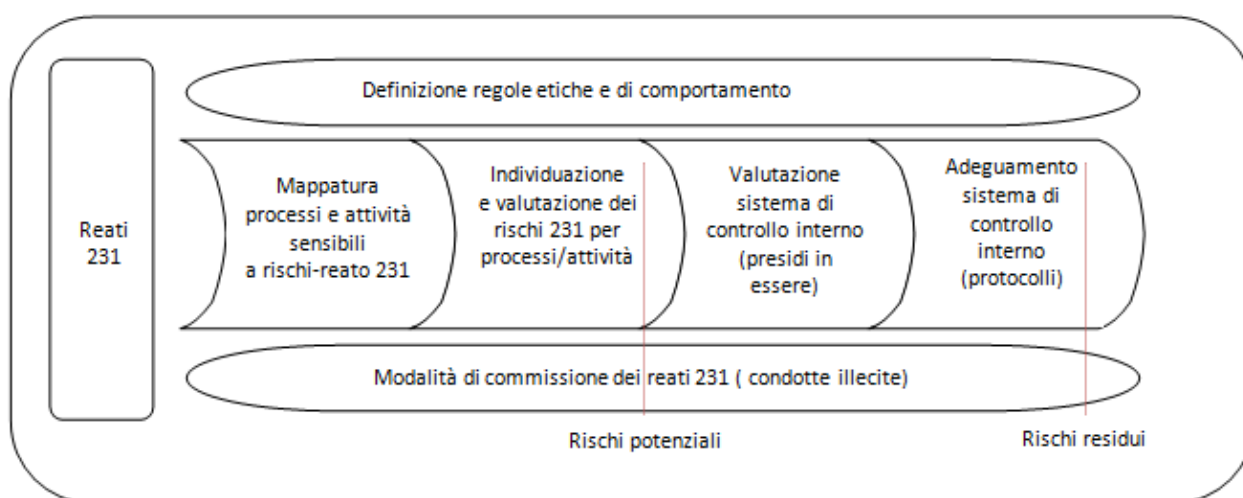 Definizione regole etiche e di comportamento
Reati
231
Mappatura
processi e attività
sensibili
a rischi-reato 231
Individuazione
e valutazione dei
rischi 231 per
processi/attività
Valutazione
sistema di
controllo interno
(presidi in
essere)
Adeguamento
sistema di
controllo
interno
(protocolli)
Modalità di commissione dei reati 231 ( condotte illecite)
Rischi potenziali
Rischi residui